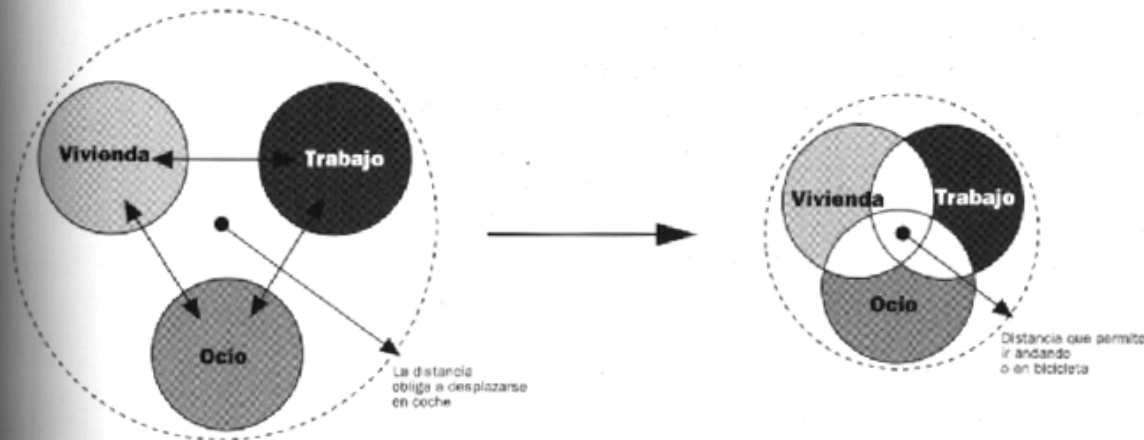 Vivienda
Trabajo
Ocio
La distancia
obliga a desplazarse
en coche
Vivienda
Trabajo
Ocio
Distancia que permite
ir andando
o en bicicleta